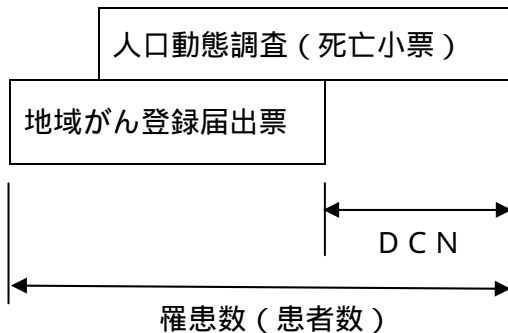 人口動態調査（死亡小票）
地域がん登録届出票
ＤＣＮ
罹患数（患者数）